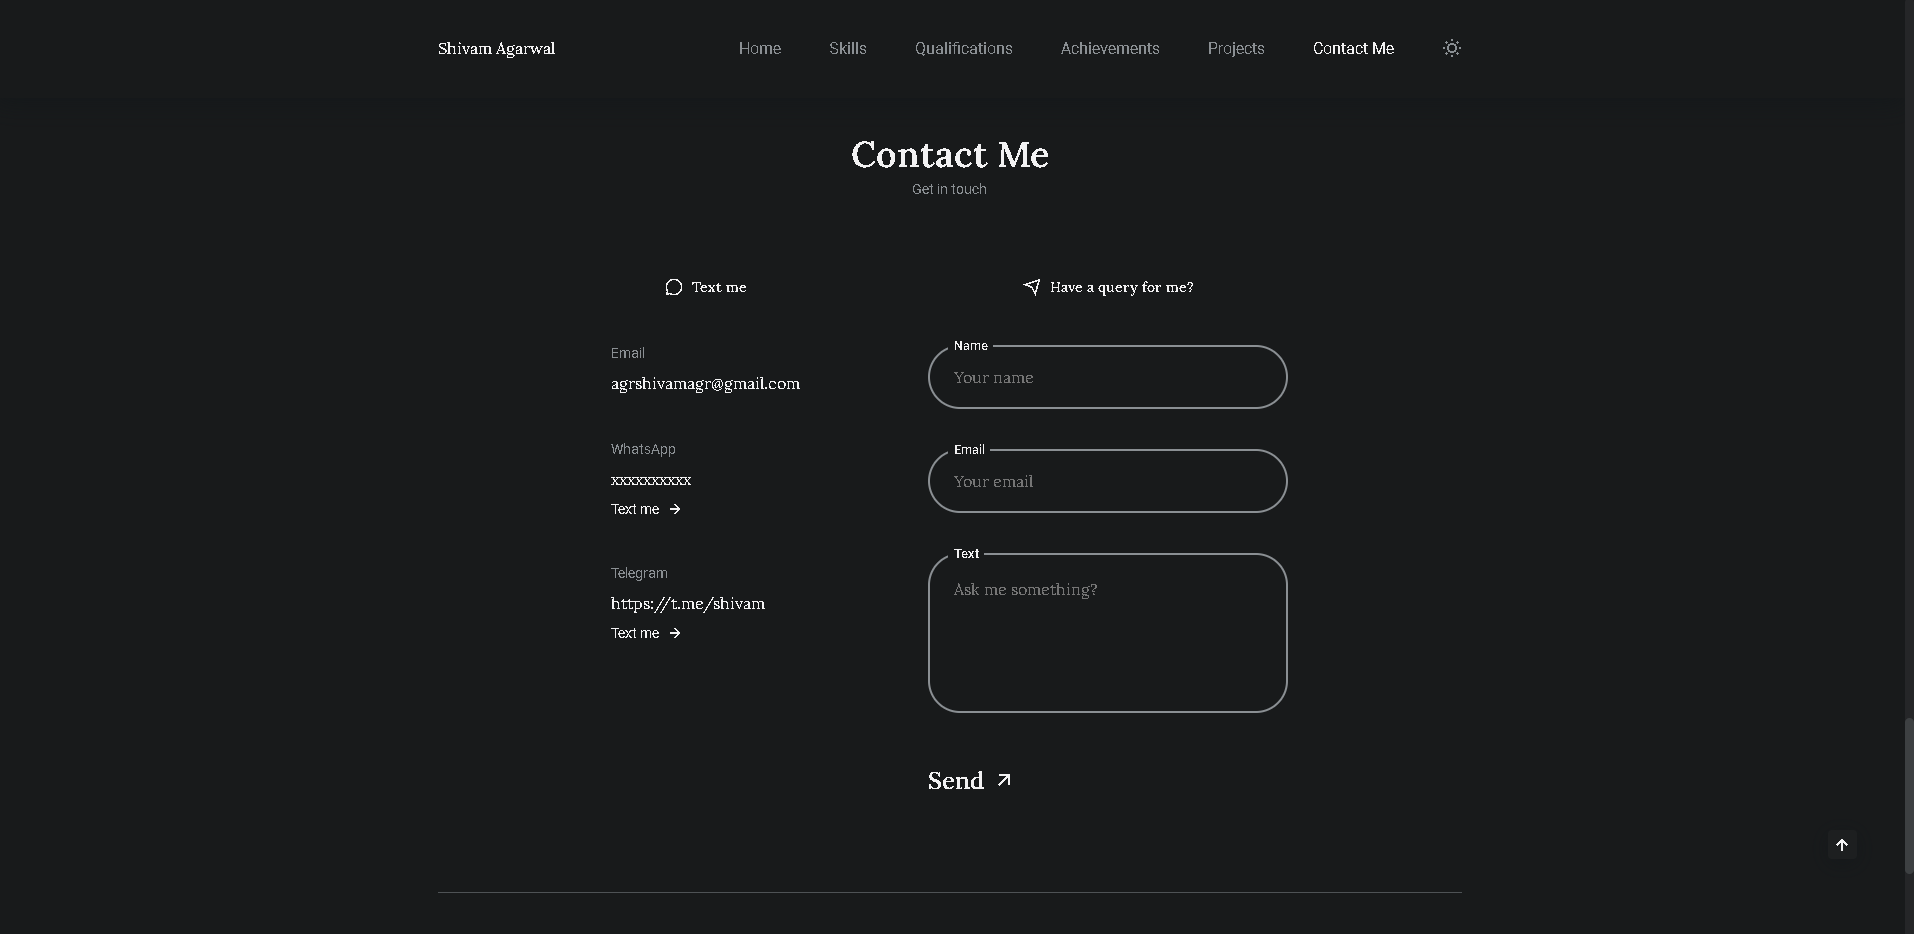 Shivam Agarwal
Home
Skills
Qualifications
Achievements
Projects
Contact Me
Contact Me
Get in touch
Text me
Email
agrshivamagr@gmail.com
WhatsApp
xxxxxxxxxx
Text me
Telegram
https://t.me/shivam
Text me
Have a query for me?
Name
Your name
Email
Your email
Text
Ask me something?
Send